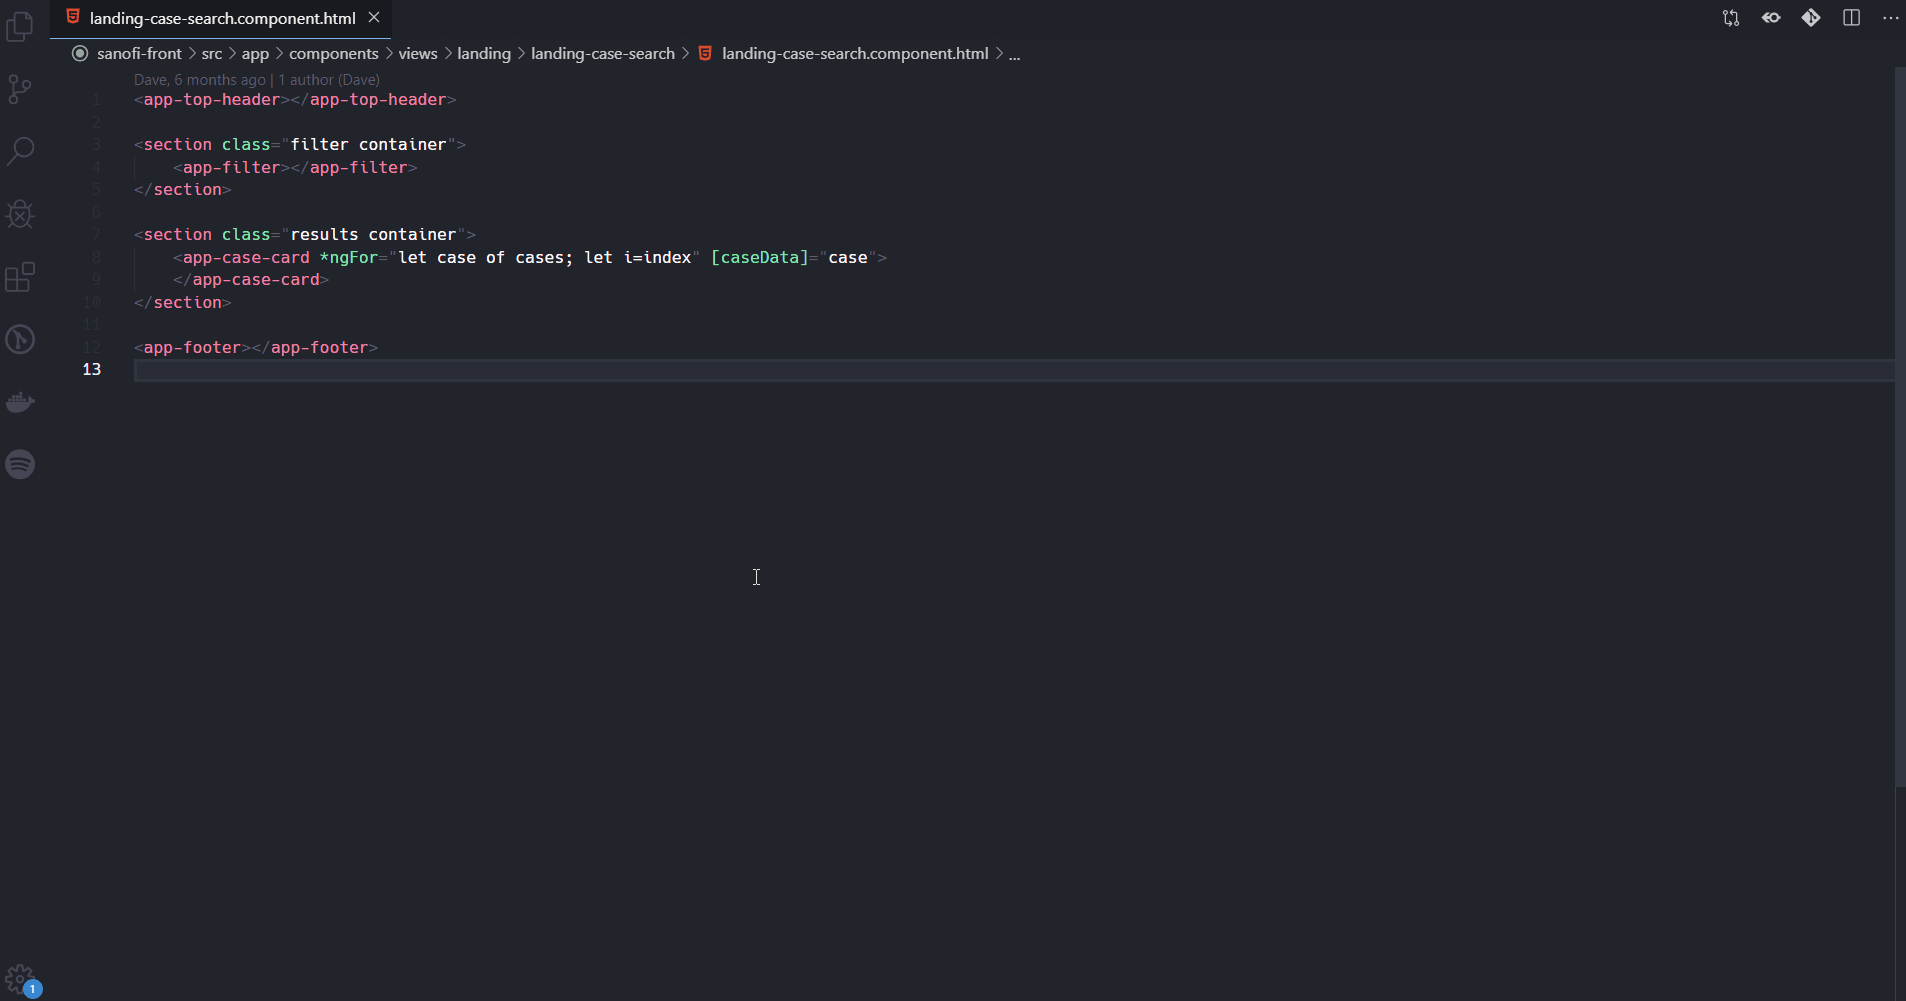 landing-case-search.component.html
sanofi-front > src > app > components > views > landing > landing-case-search > landing-case-search.component.html > ...
Dave, 6 months ago | 1 author (Dave)
1 <app-top-header></app-top-header>
2
3 <section class="filter container">
4     <app-filter></app-filter>
5 </section>
6
7 <section class="results container">
8     <app-case-card *ngFor="let case of cases; let i=index" [caseData]="case">
9     </app-case-card>
10 </section>
11
12 <app-footer></app-footer>
13
1